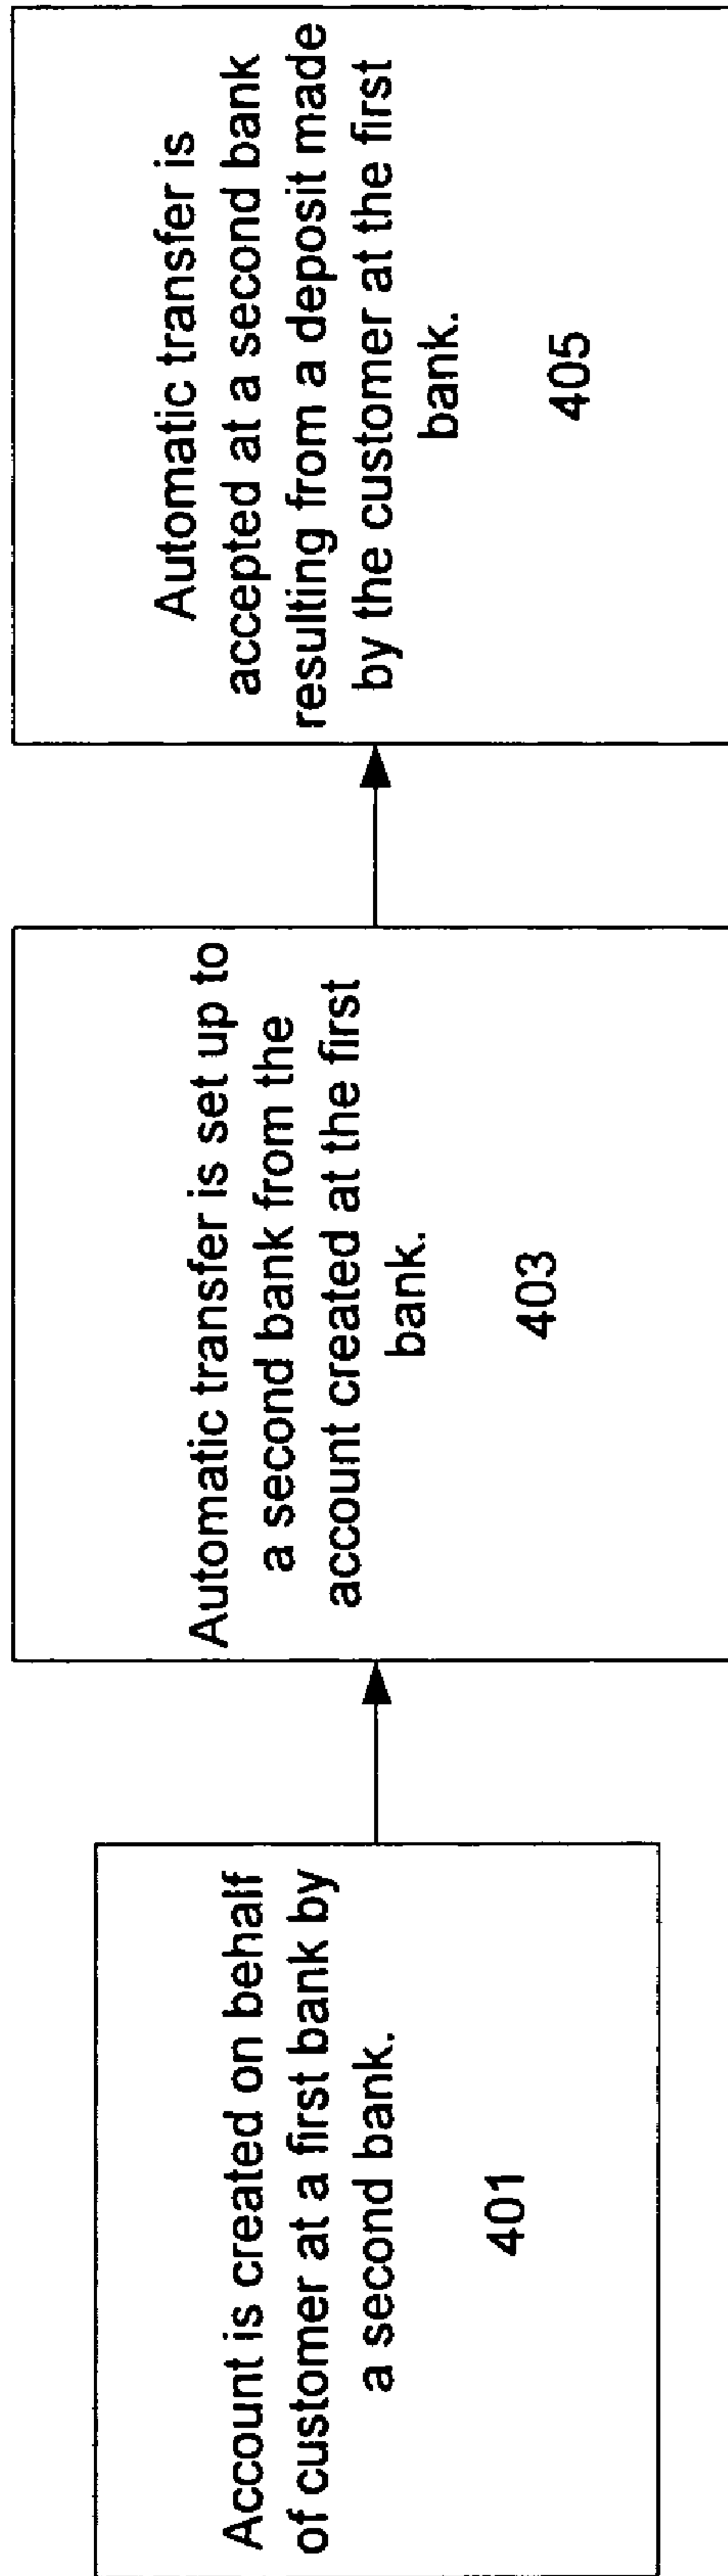 Account is created on behalf
of customer at a first bank by
a second bank.
401
Automatic transfer is set up to
a second bank from the
account created at the first
bank.
403
Automatic transfer is
accepted at a second bank
resulting from a deposit made
by the customer at the first
bank.
405